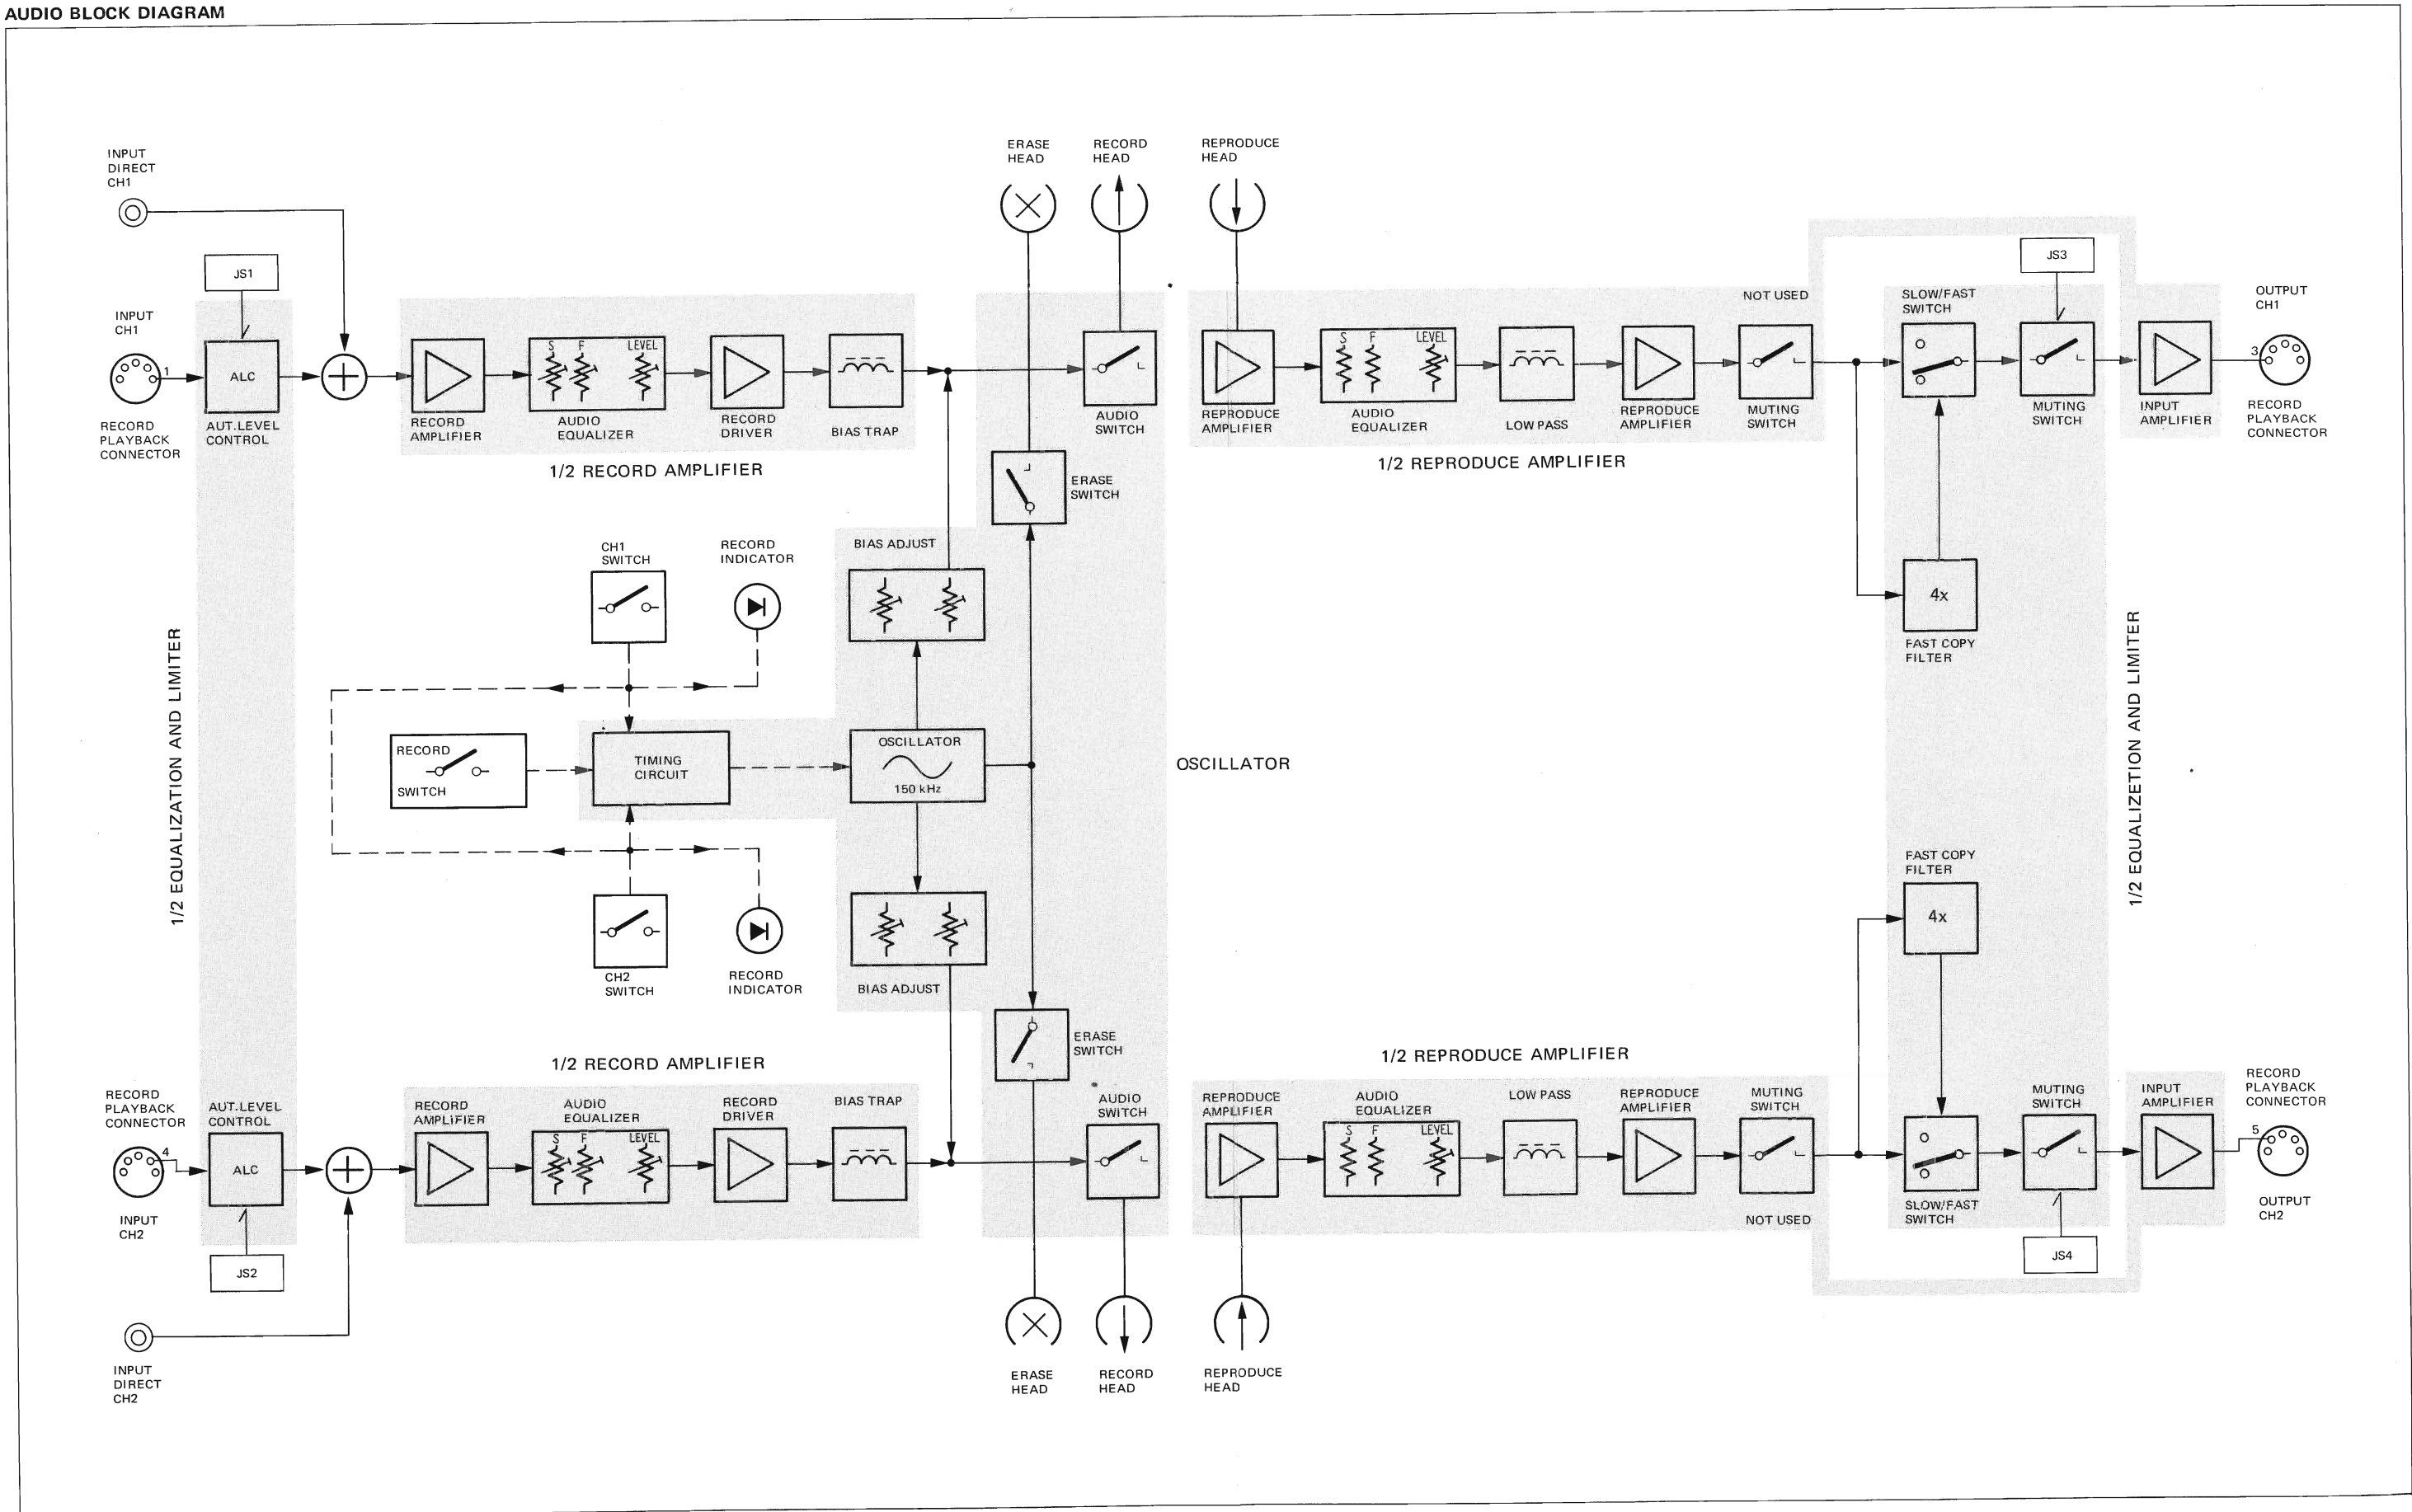 AUDIO BLOCK DIAGRAM
INPUT
DIRECT
CH1
JS1
INPUT
CH1
1
RECORD
PLAYBACK
CONNECTOR
ALC
AUT.LEVEL
CONTROL
RECORD
AMPLIFIER
S F LEVEL
AUDIO
EQUALIZER
RECORD
DRIVER
BIAS TRAP
1/2 RECORD AMPLIFIER
ERASE
HEAD
RECORD
HEAD
REPRODUCE
HEAD
AUDIO
SWITCH
ERASE
SWITCH
REPRODUCE
AMPLIFIER
S F LEVEL
AUDIO
EQUALIZER
LOW PASS
REPRODUCE
AMPLIFIER
NOT USED
MUTING
SWITCH
1/2 REPRODUCE AMPLIFIER
SLOW/FAST
SWITCH
JS3
MUTING
SWITCH
INPUT
AMPLIFIER
OUTPUT
CH1
3
RECORD
PLAYBACK
CONNECTOR
CH1
SWITCH
RECORD
INDICATOR
BIAS ADJUST
4x
FAST COPY
FILTER
1/2 EQUALIZATION AND LIMITER
RECORD
SWITCH
TIMING
CIRCUIT
OSCILLATOR
150 kHz
OSCILLATOR
1/2 EQUALIZETION AND LIMITER
CH2
SWITCH
RECORD
INDICATOR
BIAS ADJUST
FAST COPY
FILTER
4x
ERASE
SWITCH
1/2 RECORD AMPLIFIER
1/2 REPRODUCE AMPLIFIER
RECORD
PLAYBACK
CONNECTOR
4
INPUT
CH2
AUT.LEVEL
CONTROL
ALC
JS2
INPUT
DIRECT
CH2
RECORD
AMPLIFIER
AUDIO
EQUALIZER
S F LEVEL
RECORD
DRIVER
BIAS TRAP
AUDIO
SWITCH
ERASE
HEAD
RECORD
HEAD
REPRODUCE
HEAD
REPRODUCE
AMPLIFIER
AUDIO
EQUALIZER
S F LEVEL
LOW PASS
REPRODUCE
AMPLIFIER
MUTING
SWITCH
NOT USED
SLOW/FAST
SWITCH
MUTING
SWITCH
JS4
INPUT
AMPLIFIER
RECORD
PLAYBACK
CONNECTOR
5
OUTPUT
CH2